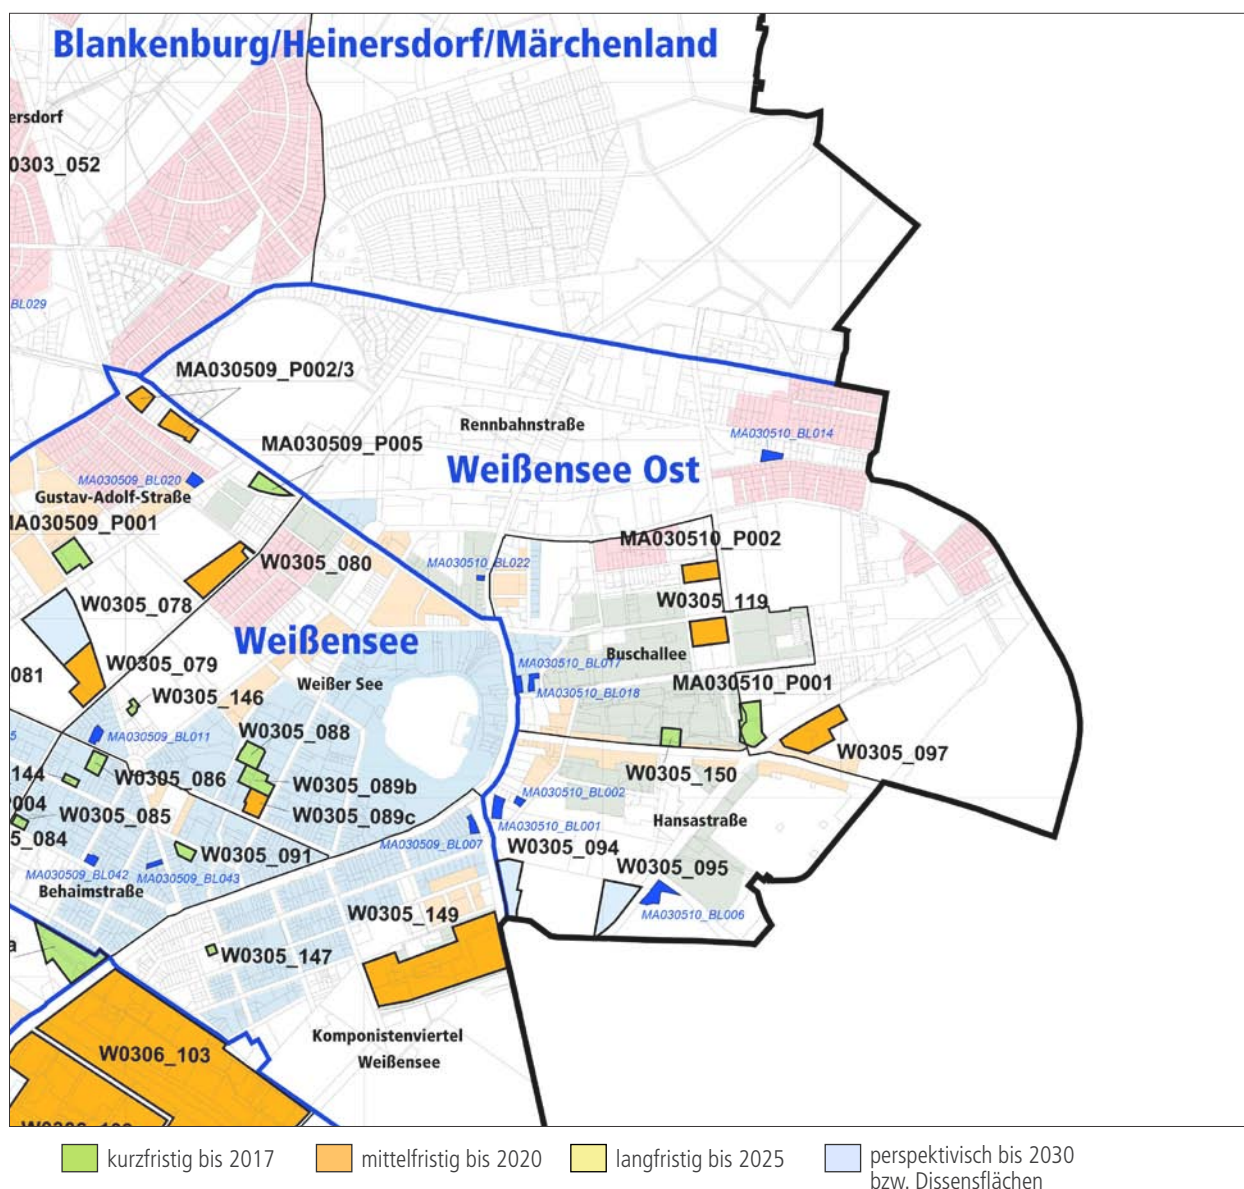 Blankenburg/Heinersdorf/Märchenland
ersdorf
0303_052
BL029
MA030509_P002/3
Rennbahnstraße
MA030510_BL014
MA030509_P005
Weißensee Ost
MA030509_BL020
Gustav-Adolf-Straße
MA030509_P001
MA030510_P002
W0305_080
MA030510_BL022
W0305_078
W0305_119
Weißensee
Buschallee
W0305_079
MA030510_BL017
081
Weißer See
MA030510_P001
W0305_146
MA030510_BL018
5
MA030509_BL011
W0305_088
W0305_097
144
W0305_086
W0305_089b
W0305_150
MA030510_BL002
004
W0305_085
W0305_089c
Hansastraße
MA030510_BL001
5_084
MA030509_BL007
W0305_094
W0305_091
W0305_095
MA030509_BL042
MA030509_BL043
Behaimstraße
W0305_149
MA030510_BL006
a
W0305_147
Komponistenviertel
Weißensee
W0306_103
kurzfristig bis 2017
mittelfristig bis 2020
langfristig bis 2025
perspektivisch bis 2030
bzw. Dissensflächen